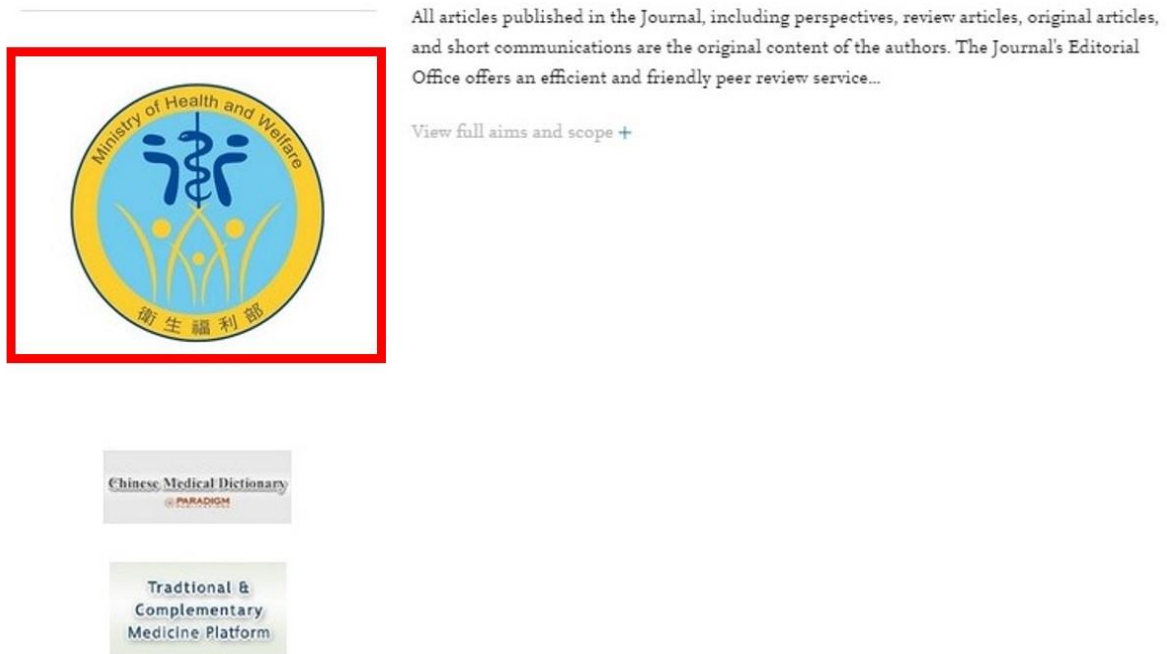 All articles published in the Journal, including perspectives, review articles, original articles,
and short communications are the original content of the authors. The Journal's Editorial
Office offers an efficient and friendly peer review service...
View full aims and scope +
Ministry of Health and Welfare
衛生福利部
Chinese Medical Dictionary
PARADIGM
PUBLICATIONS
Tradtional &
Complementary
Medicine Platform